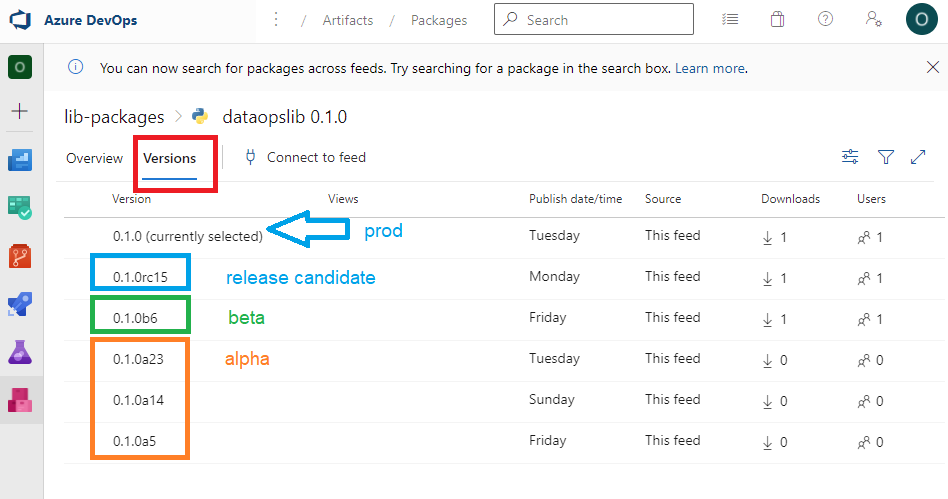 Azure DevOps
/ Artifacts / Packages
Search
O
O
You can now search for packages across feeds. Try searching for a package in the search box. Learn more.
lib-packages > dataopslib 0.1.0
Overview Versions Connect to feed
Version Views Publish date/time Source Downloads Users
0.1.0 (currently selected) prod Tuesday This feed 1 1
0.1.0rc15 release candidate Monday This feed 1 1
0.1.0b6 beta Friday This feed 1 1
0.1.0a23 alpha Tuesday This feed 0 0
0.1.0a14 Sunday This feed 0 0
0.1.0a5 Friday This feed 0 0